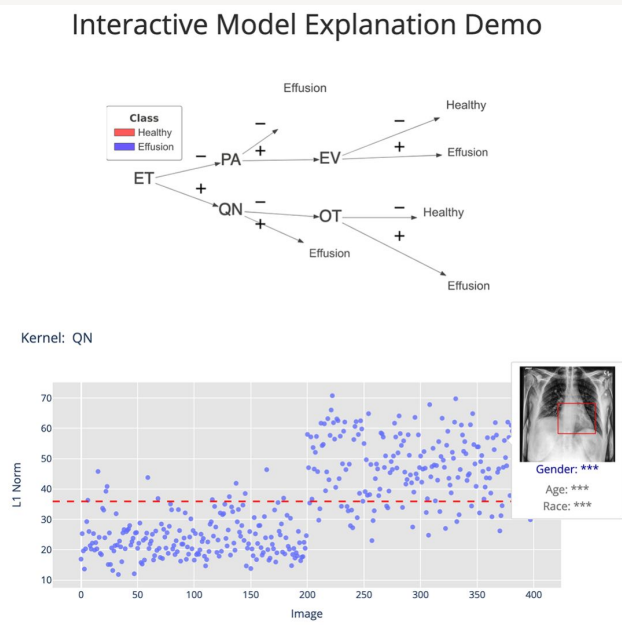 Interactive Model Explanation Demo
Effusion
Healthy
Class
Healthy
Effusion
− + − +
PA EV Effusion
ET −
+
QN − + OT − + Healthy
Effusion
Effusion
Kernel: QN
70
60
50
40
30
20
10
L1 Norm
0 50 100 150 200 250 300 350 400
Image
Gender: ***
Age: ***
Race: ***